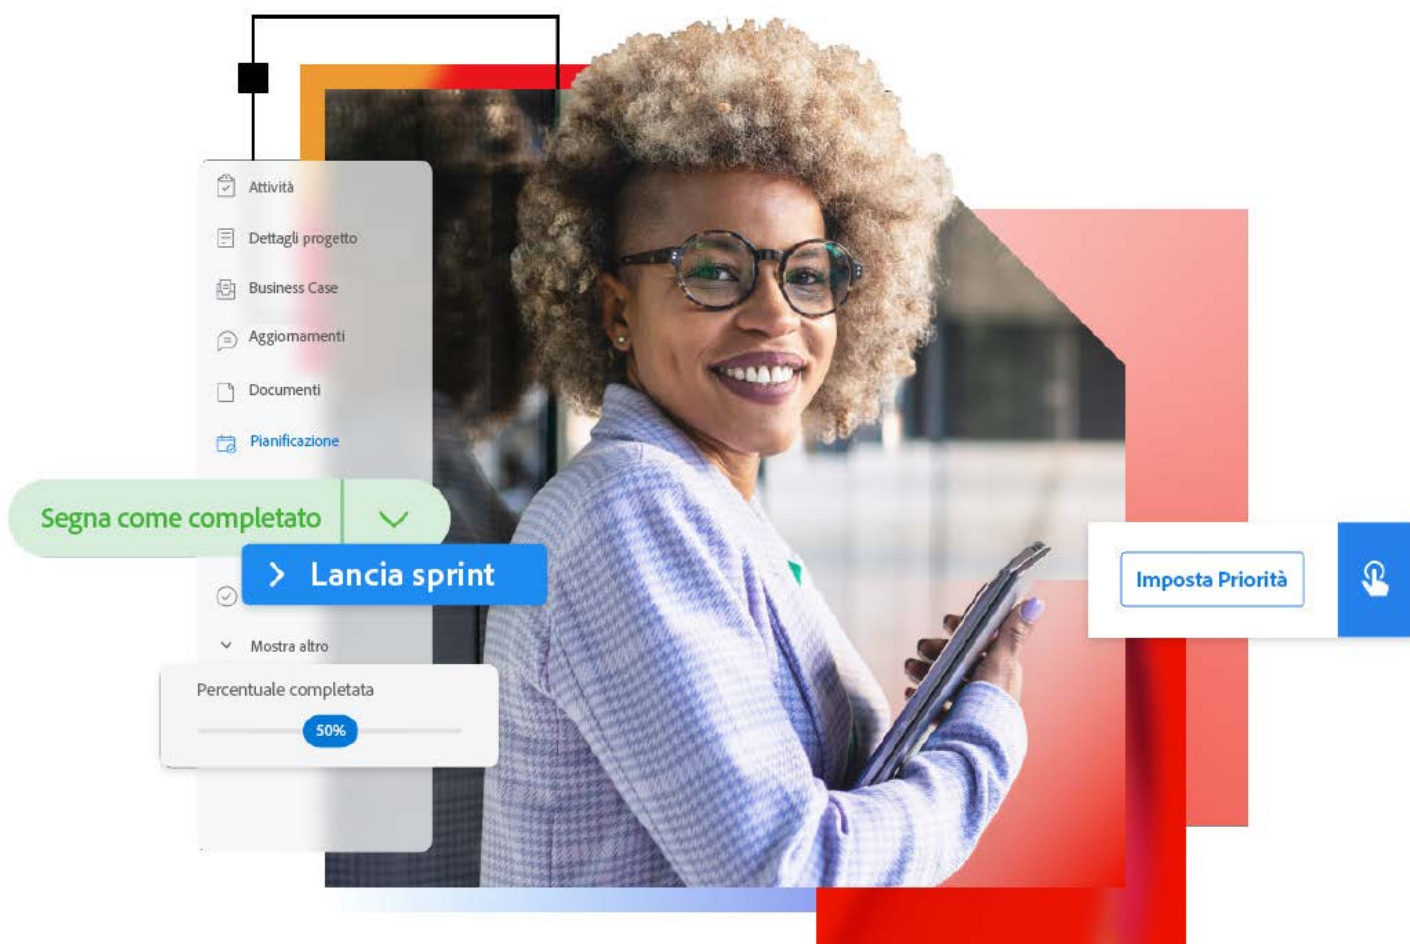 Attività
Dettagli progetto
Business Case
Aggiornamenti
Documenti
Pianificazione
Segna come completato
Lancia sprint
Imposta Priorità
Mostra altro
Percentuale completata
50%